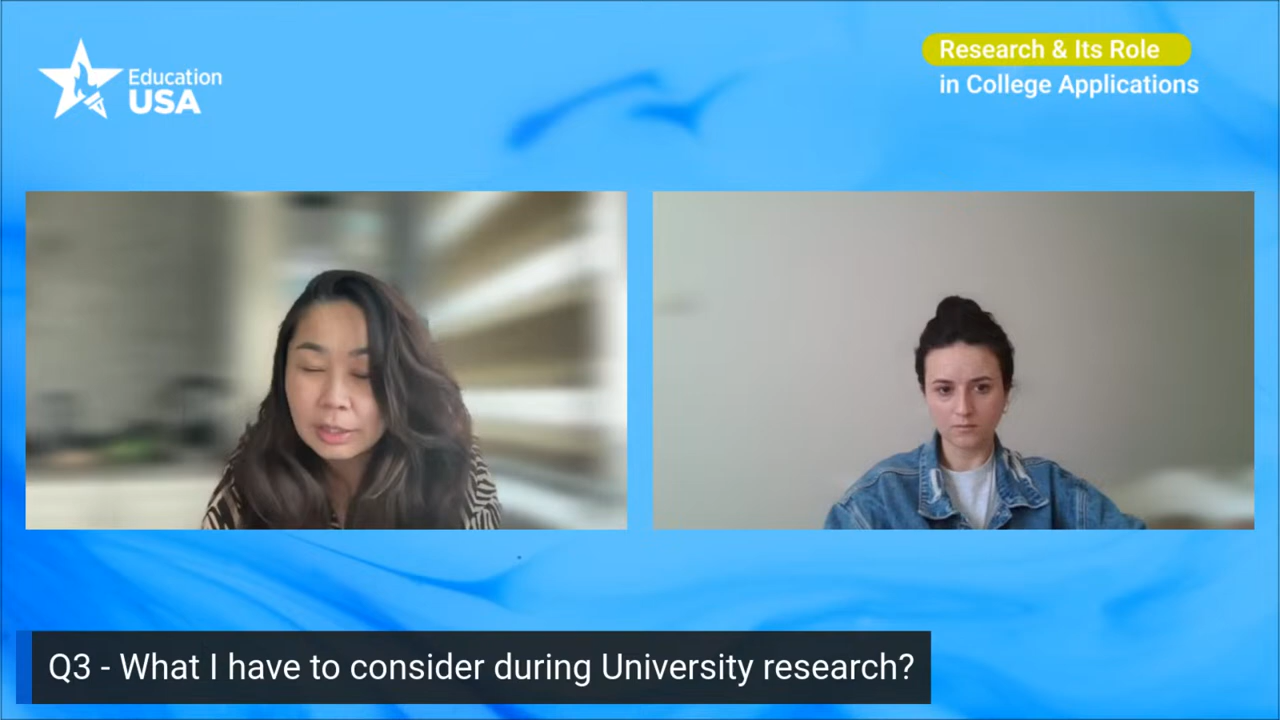 Education
USA
Research & Its Role
in College Applications
Q3 - What I have to consider during University research?